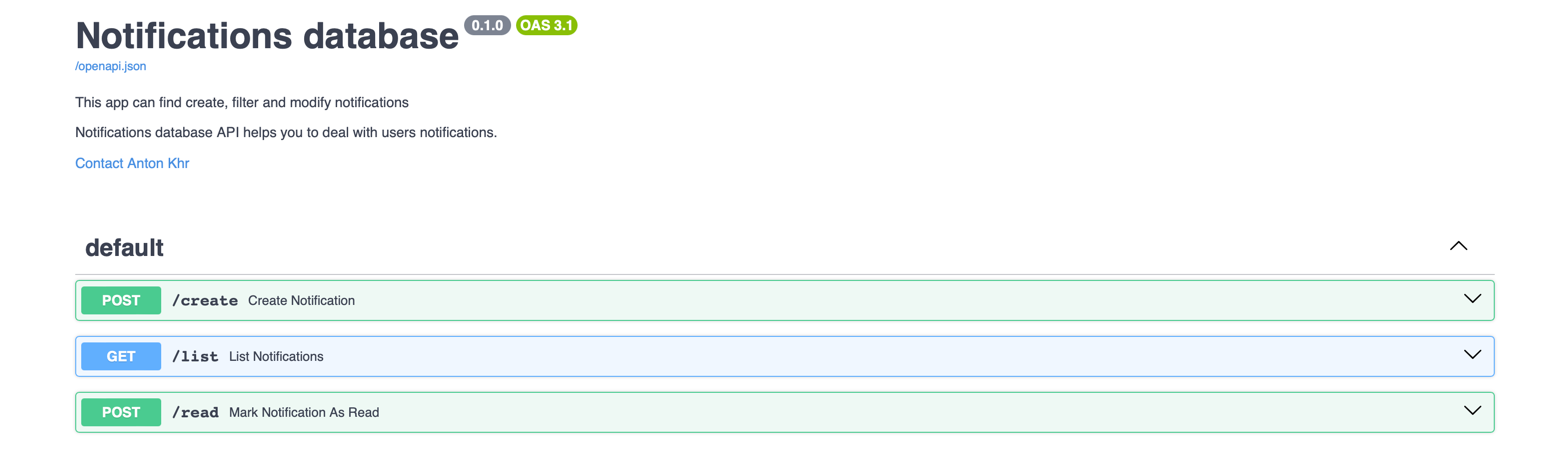 Notifications database 0.1.0 OAS 3.1
/openapi.json
This app can find create, filter and modify notifications
Notifications database API helps you to deal with users notifications.
Contact Anton Khr
default
POST /create Create Notification
GET /list List Notifications
POST /read Mark Notification As Read